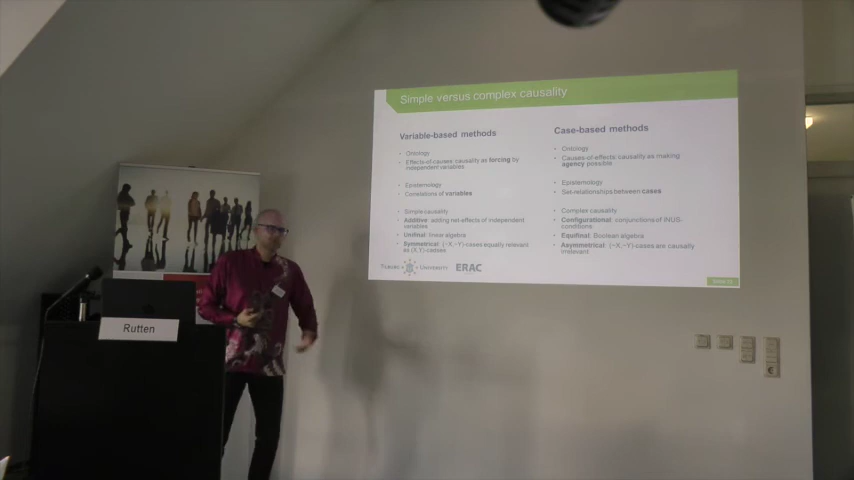 Simple versus complex causality
Variable-based methods
• Ontology
• Effects-of-causes: causality as forcing by
independent variables
• Epistemology
• Correlations of variables
• Simple causality
• Additive: adding net-effects of independent
variables
• Unifinal: linear algebra
• Symmetrical: (~X,~Y)-cases equally relevant
as (X,Y)-cases
Case-based methods
• Ontology
• Causes-of-effects: causality as making
agency possible
• Epistemology
• Set-relationships between cases
• Complex causality
• Configurational: conjunctions of INUS-
conditions
• Equifinal: Boolean algebra
• Asymmetrical: (~X,~Y)-cases are causally
irrelevant
Tilburg University
ERAC
Rutten